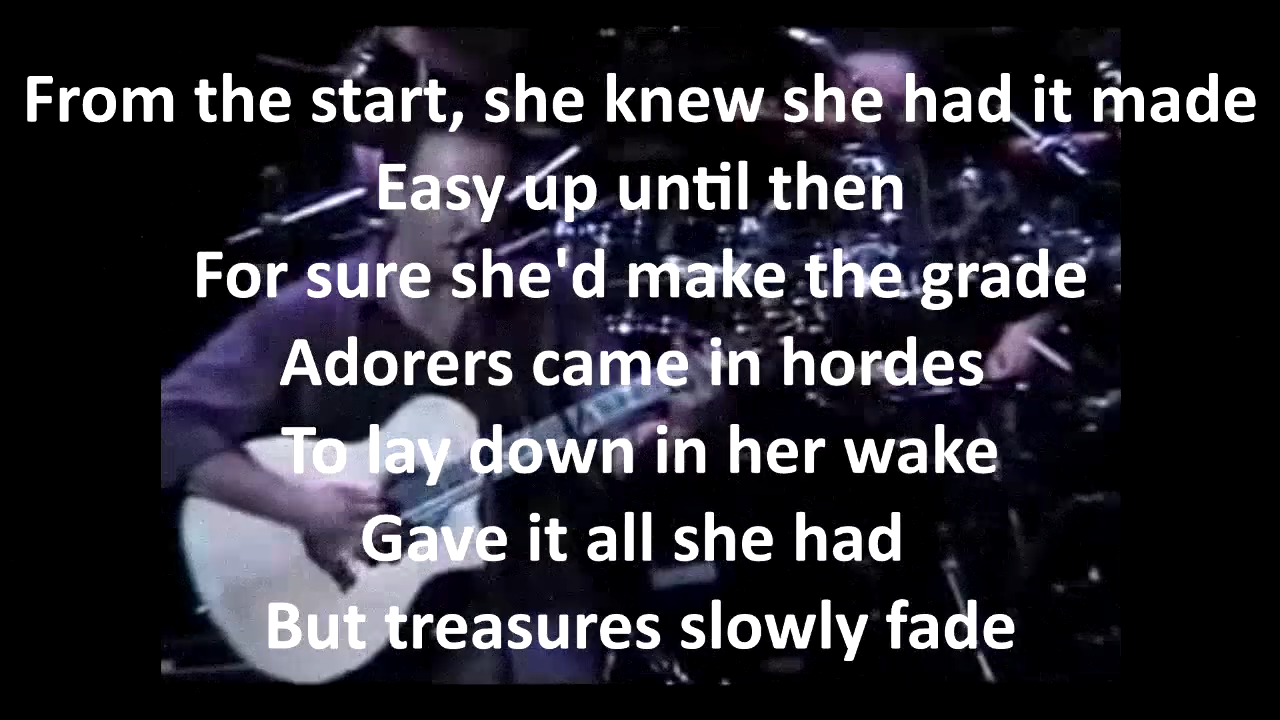 From the start, she knew she had it made
Easy up until then
For sure she'd make the grade
Adorers came in hordes
To lay down in her wake
Gave it all she had
But treasures slowly fade